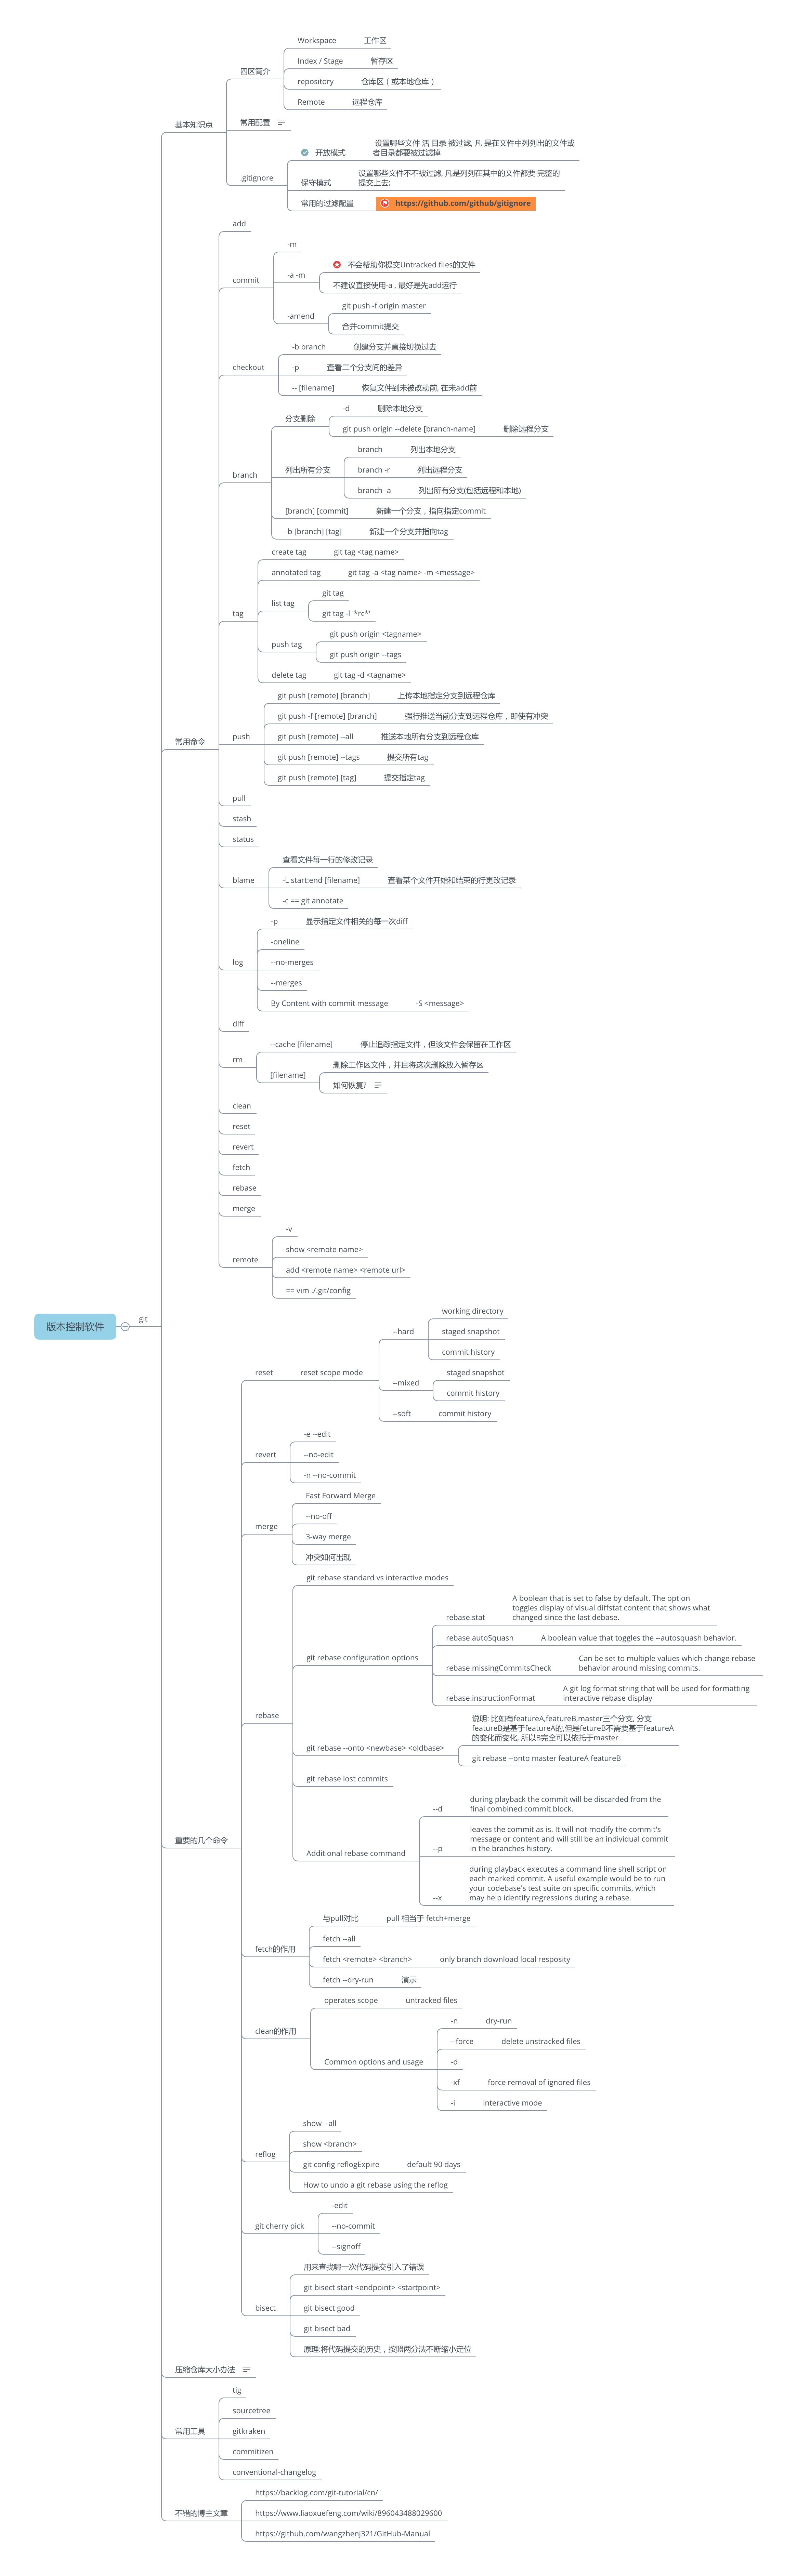 版本控制软件
git
基本知识点
四区简介
Workspace
工作区
Index / Stage
暂存区
repository
仓库区（或本地仓库）
Remote
远程仓库
常用配置
.gitignore
开放模式
设置哪些文件 活 目录 被过滤, 凡 是在文件中列列出的文件或
者目录都要被过滤掉
保守模式
设置哪些文件不不被过滤, 凡是列列在其中的文件都要 完整的
提交上去;
常用的过滤配置
https://github.com/github/gitignore
常用命令
add
commit
-m
-a -m
不会帮助你提交Untracked files的文件
不建议直接使用-a , 最好是先add运行
-amend
git push -f origin master
合并commit提交
checkout
-b branch
创建分支并直接切换过去
-p
查看二个分支间的差异
-- [filename]
恢复文件到未被改动前, 在未add前
branch
分支删除
-d
删除本地分支
git push origin --delete [branch-name]
删除远程分支
列出所有分支
branch
列出本地分支
branch -r
列出远程分支
branch -a
列出所有分支(包括远程和本地)
[branch] [commit]
新建一个分支，指向指定commit
-b [branch] [tag]
新建一个分支并指向tag
tag
create tag
git tag <tag name>
annotated tag
git tag -a <tag name> -m <message>
list tag
git tag
git tag -l '*rc*'
push tag
git push origin <tagname>
git push origin --tags
delete tag
git tag -d <tagname>
push
git push [remote] [branch]
上传本地指定分支到远程仓库
git push -f [remote] [branch]
强行推送当前分支到远程仓库，即使有冲突
git push [remote] --all
推送本地所有分支到远程仓库
git push [remote] --tags
提交所有tag
git push [remote] [tag]
提交指定tag
pull
stash
status
blame
查看文件每一行的修改记录
-L start:end [filename]
查看某个文件开始和结束的行更改记录
-c == git annotate
log
-p
显示指定文件相关的每一次diff
-oneline
--no-merges
--merges
By Content with commit message
-S <message>
diff
rm
--cache [filename]
停止追踪指定文件，但该文件会保留在工作区
[filename]
删除工作区文件，并且将这次删除放入暂存区
如何恢复?
clean
reset
revert
fetch
rebase
merge
remote
-v
show <remote name>
add <remote name> <remote url>
== vim ./.git/config
重要的几个命令
reset
reset scope mode
--hard
working directory
staged snapshot
commit history
--mixed
staged snapshot
commit history
--soft
commit history
revert
-e --edit
--no-edit
-n --no-commit
merge
Fast Forward Merge
--no-off
3-way merge
冲突如何出现
rebase
git rebase standard vs interactive modes
git rebase configuration options
rebase.stat
A boolean that is set to false by default. The option
toggles display of visual diffstat content that shows what
changed since the last debase.
rebase.autoSquash
A boolean value that toggles the --autosquash behavior.
rebase.missingCommitsCheck
Can be set to multiple values which change rebase
behavior around missing commits.
rebase.instructionFormat
A git log format string that will be used for formatting
interactive rebase display
git rebase --onto <newbase> <oldbase>
说明: 比如有featureA,featureB,master三个分支, 分支
featureB是基于featureA的,但是fetureB不需要基于featureA
的变化而变化, 所以B完全可以依托于master
git rebase --onto master featureA featureB
git rebase lost commits
Additional rebase command
--d
during playback the commit will be discarded from the
final combined commit block.
--p
leaves the commit as is. It will not modify the commit's
message or content and will still be an individual commit
in the branches history.
--x
during playback executes a command line shell script on
each marked commit. A useful example would be to run
your codebase's test suite on specific commits, which
may help identify regressions during a rebase.
fetch的作用
与pull对比
pull 相当于 fetch+merge
fetch --all
fetch <remote> <branch>
only branch download local resposity
fetch --dry-run
演示
clean的作用
operates scope
untracked files
Common options and usage
-n
dry-run
--force
delete unstracked files
-d
-xf
force removal of ignored files
-i
interactive mode
reflog
show --all
show <branch>
git config reflogExpire
default 90 days
How to undo a git rebase using the reflog
git cherry pick
-edit
--no-commit
--signoff
bisect
用来查找哪一次代码提交引入了错误
git bisect start <endpoint> <startpoint>
git bisect good
git bisect bad
原理:将代码提交的历史，按照两分法不断缩小定位
压缩仓库大小办法
常用工具
tig
sourcetree
gitkraken
commitizen
conventional-changelog
不错的博主文章
https://backlog.com/git-tutorial/cn/
https://www.liaoxuefeng.com/wiki/896043488029600
https://github.com/wangzhenj321/GitHub-Manual